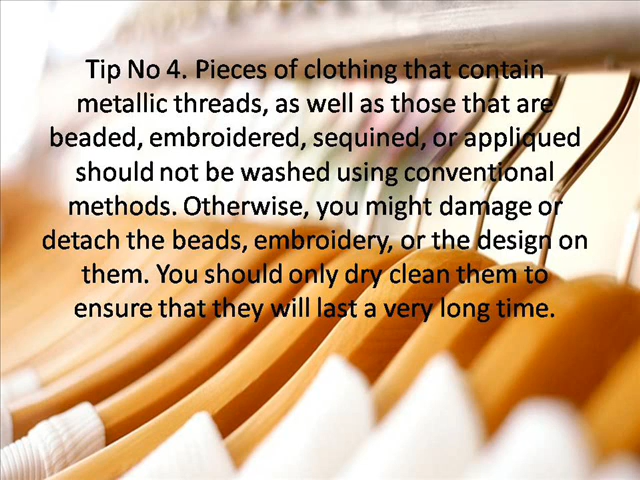 Tip No 4. Pieces of clothing that contain
metallic threads, as well as those that are
beaded, embroidered, sequined, or appliqued
should not be washed using conventional
methods. Otherwise, you might damage or
detach the beads, embroidery, or the design on
them. You should only dry clean them to
ensure that they will last a very long time.